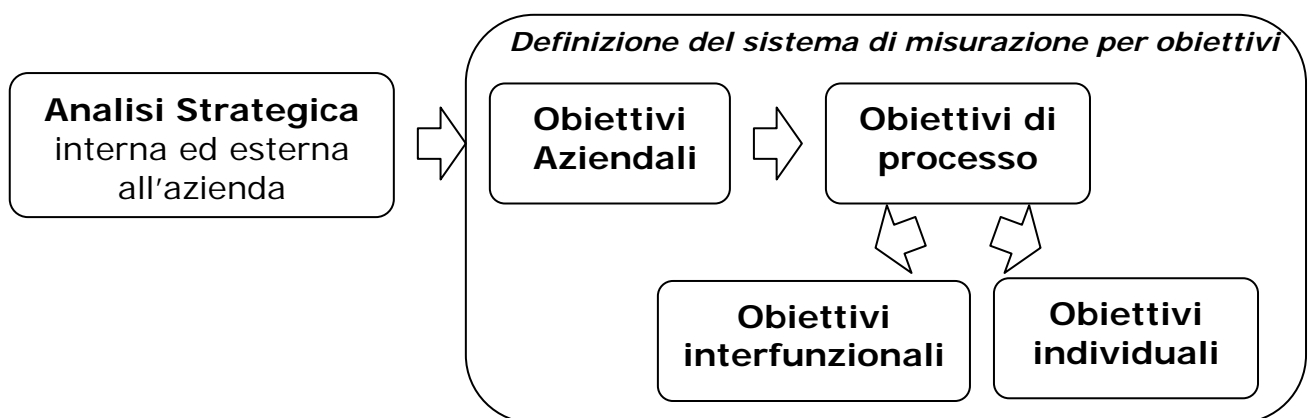 Definizione del sistema di misurazione per obiettivi
Analisi Strategica
interna ed esterna
all'azienda
Obiettivi
Aziendali
Obiettivi di
processo
Obiettivi
interfunzionali
Obiettivi
individuali